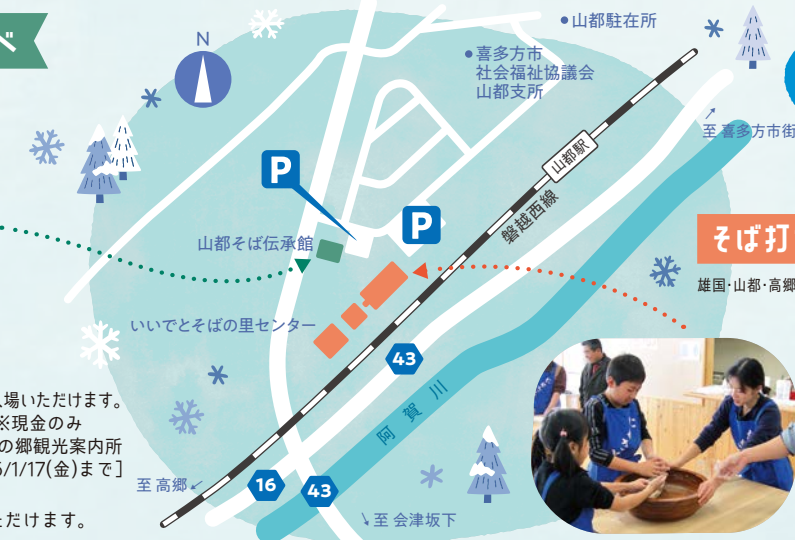 べ
N
山都駐在所
喜多方市
社会福祉協議会
山都支所
至 喜多方市街
山都駅
P
P
磐越西線
山都そば伝承館
そば打
雄国・山都・高郷
いいでとそばの里センター
43
阿賀川
場いただけます。
※現金のみ
の郷観光案内所
/1/17(金)まで]
至 高郷
16
43
ただけます。
至 会津坂下